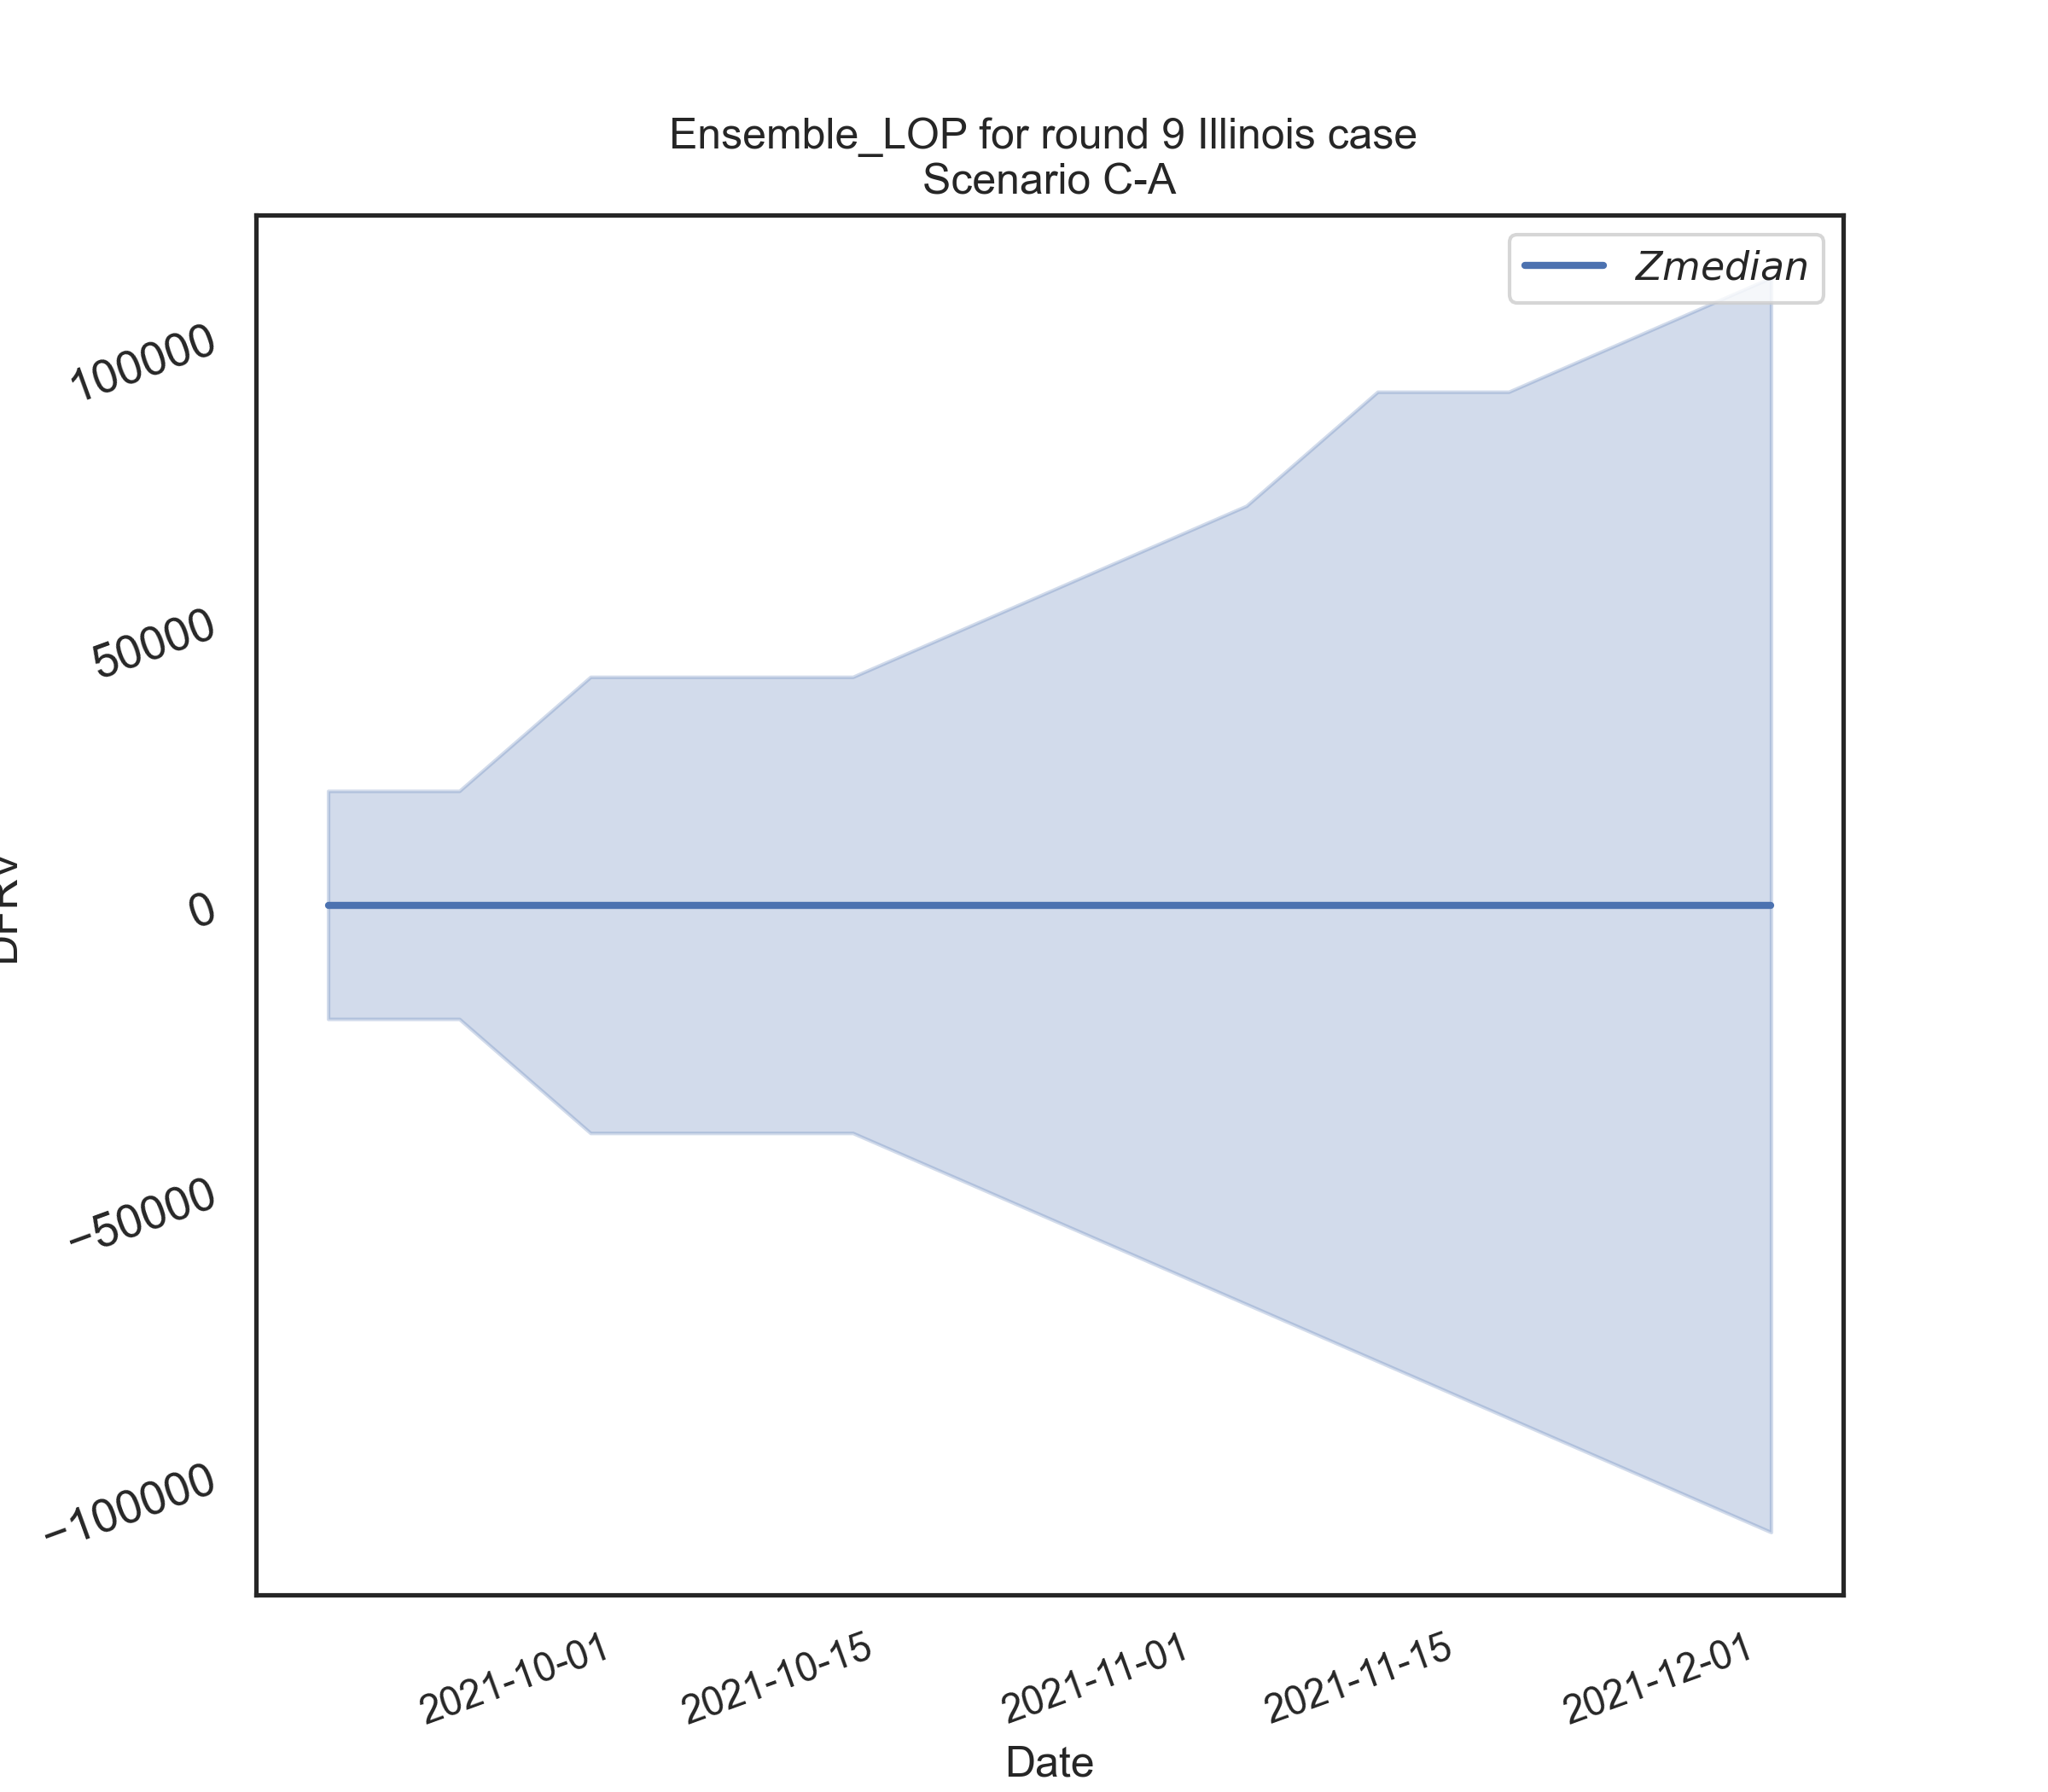 Ensemble_LOP for round 9 Illinois case
Scenario C-A
Zmedian
100000
50000
0
−50000
−100000
2021-10-01
2021-10-15
2021-11-01
2021-11-15
2021-12-01
Date